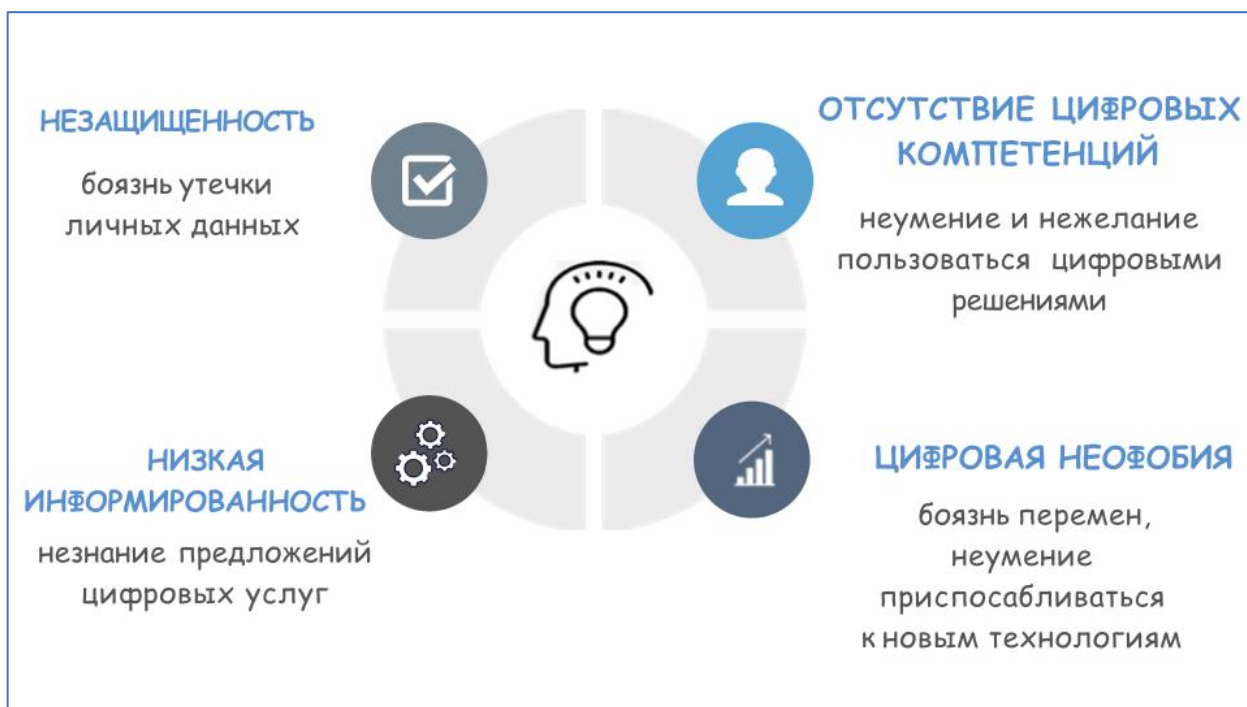 НЕЗАЩИЩЕННОСТЬ
боязнь утечки
личных данных
ОТСУТСТВИЕ ЦИФРОВЫХ
КОМПЕТЕНЦИЙ
неумение и нежелание
пользоваться цифровыми
решениями
НИЗКАЯ
ИНФОРМИРОВАННОСТЬ
незнание предложений
цифровых услуг
ЦИФРОВАЯ НЕОФОБИЯ
боязнь перемен,
неумение
приспосабливаться
к новым технологиям